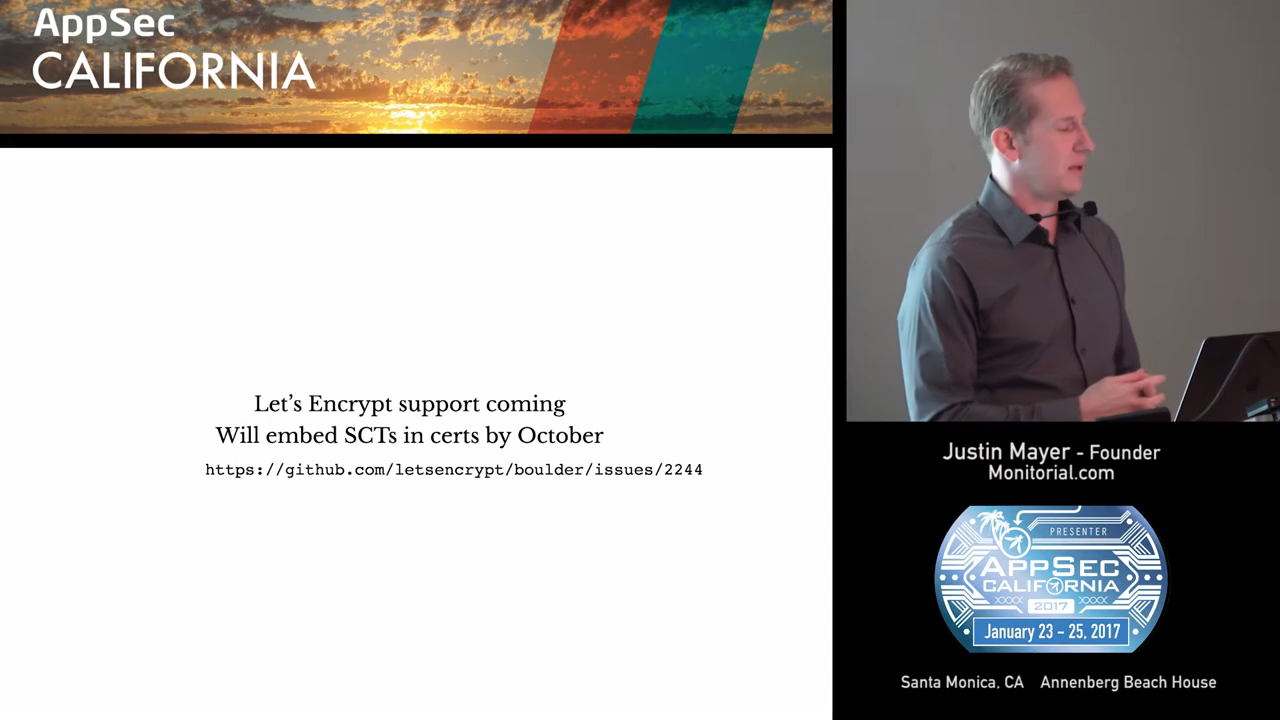 AppSec
CALIFORNIA
Let's Encrypt support coming
Will embed SCTs in certs by October
https://github.com/letsencrypt/boulder/issues/2244
Justin Mayer - Founder
Monitorial.com
PRESENTER
APPSEC
CALIFORNIA
2017
January 23 - 25, 2017
Santa Monica, CA Annenberg Beach House